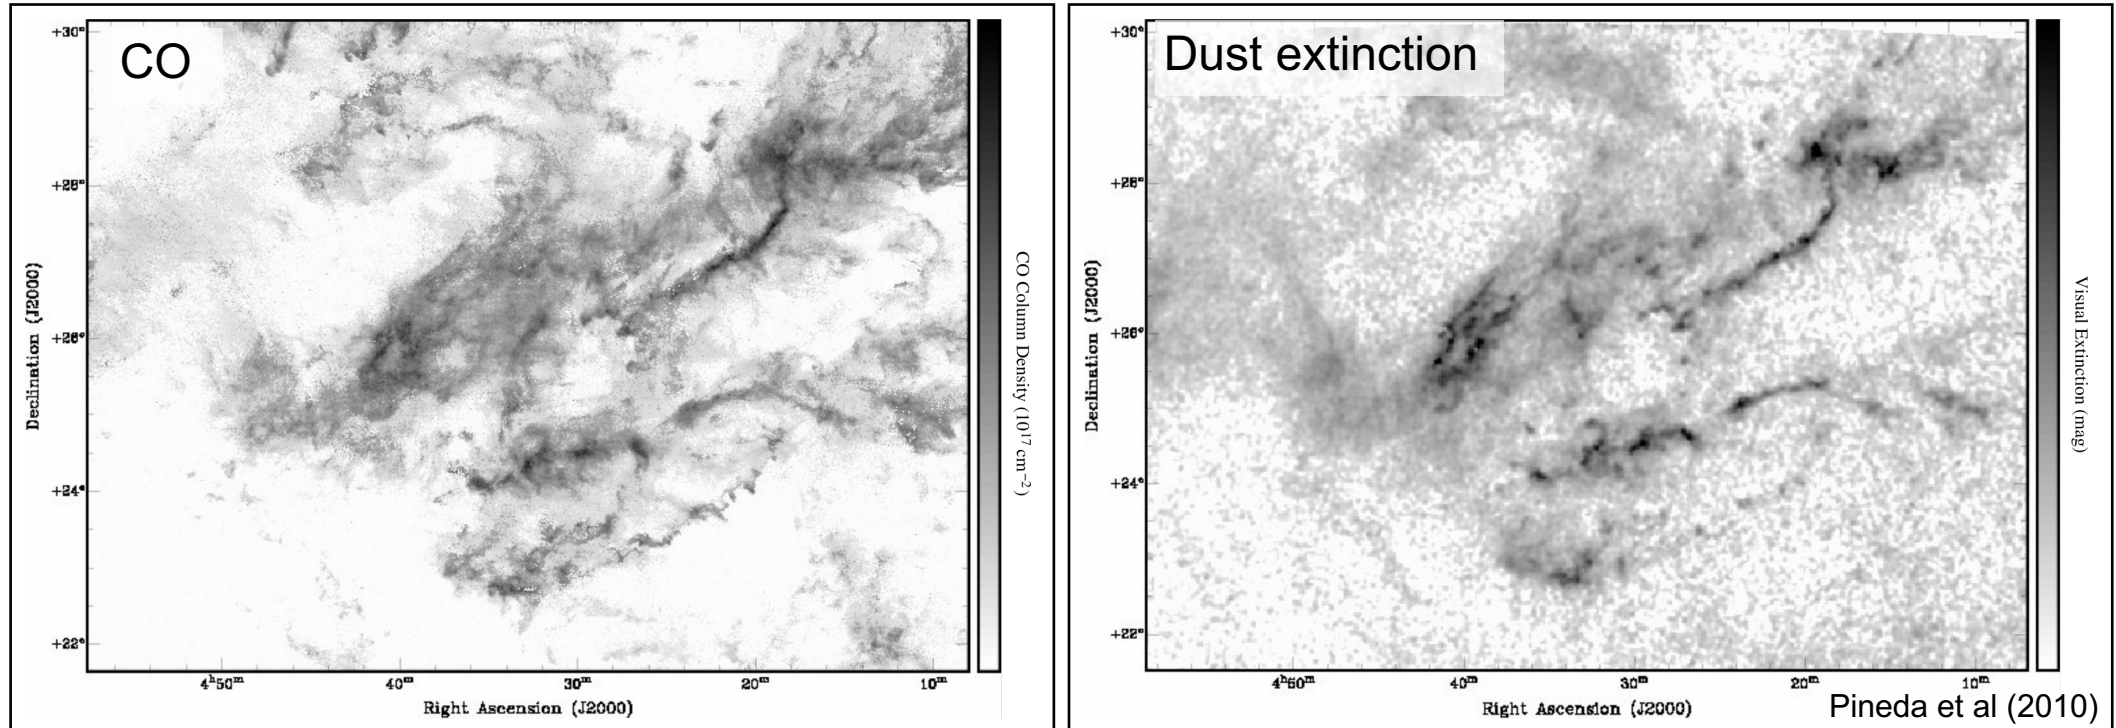 CO
+30°
+28°
+26°
+24°
+22°
Declination (J2000)
4ʰ50ᵐ
40ᵐ
30ᵐ
20ᵐ
10ᵐ
Right Ascension (J2000)
CO Column Density (10¹⁷ cm⁻²)
Dust extinction
+30°
+28°
+26°
+24°
+22°
Declination (J2000)
4ʰ50ᵐ
40ᵐ
30ᵐ
20ᵐ
10ᵐ
Right Ascension (J2000)
Visual Extinction (mag)
Pineda et al (2010)